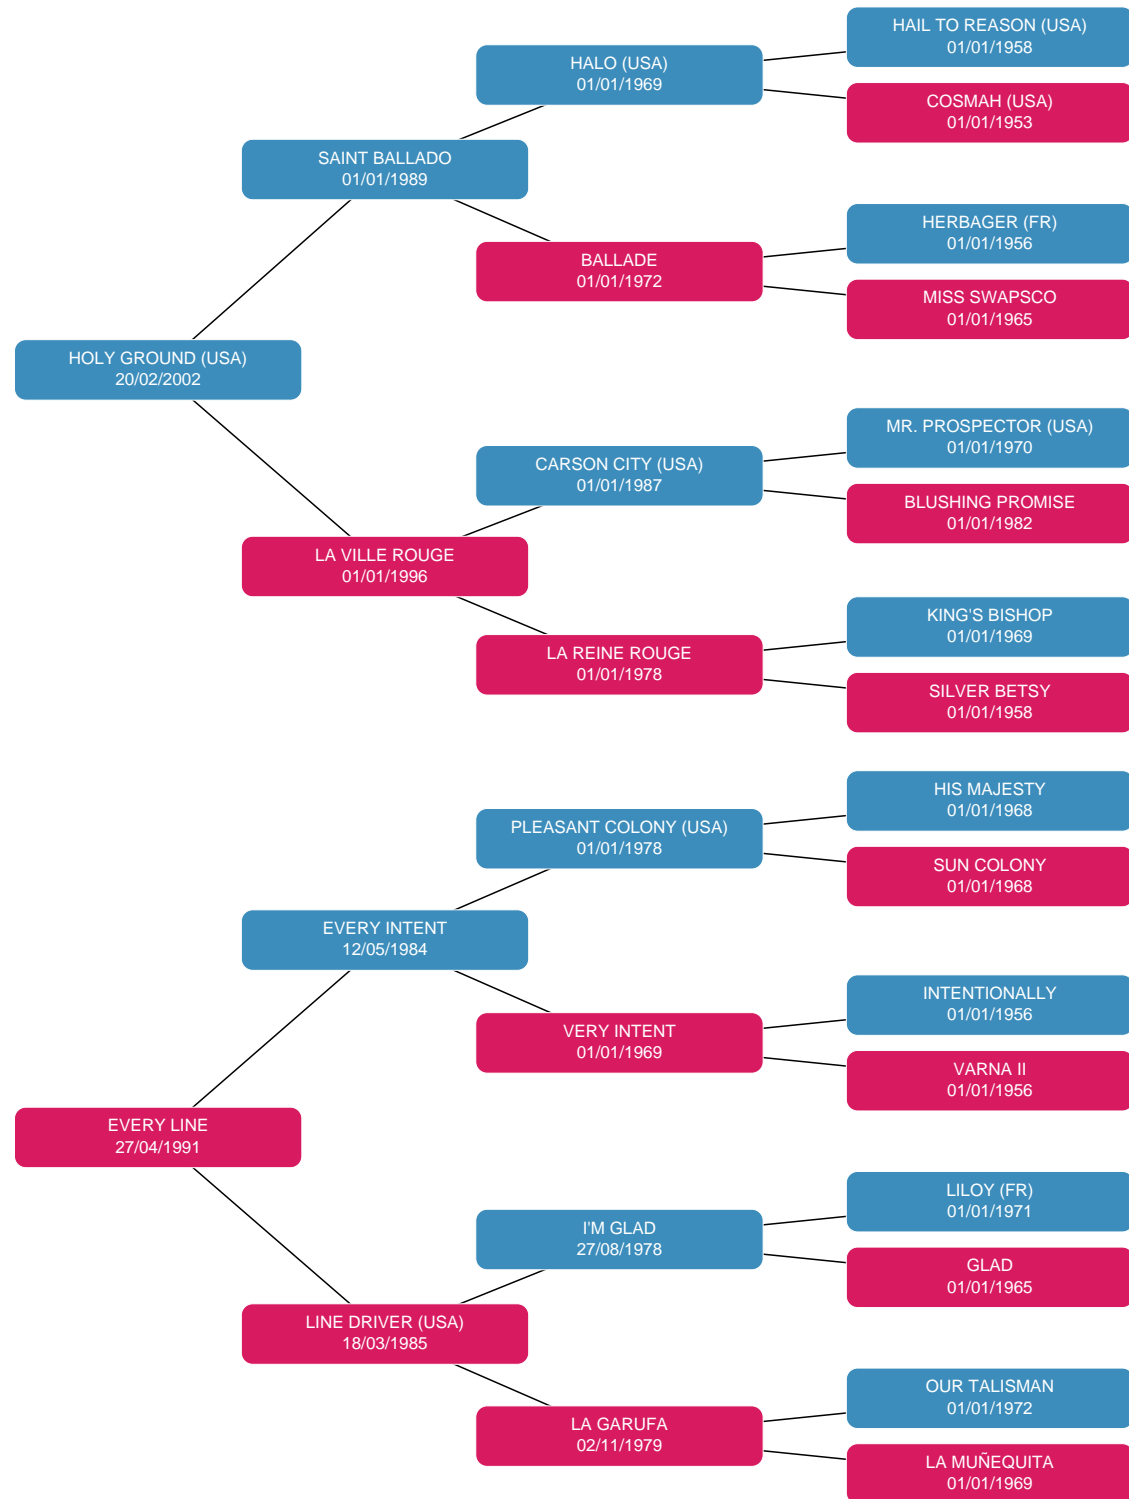 HAIL TO REASON (USA)
01/01/1958
HALO (USA)
01/01/1969
COSMAH (USA)
01/01/1953
SAINT BALLADO
01/01/1989
HERBAGER (FR)
01/01/1956
BALLADE
01/01/1972
MISS SWAPSCO
01/01/1965
HOLY GROUND (USA)
20/02/2002
MR. PROSPECTOR (USA)
01/01/1970
CARSON CITY (USA)
01/01/1987
BLUSHING PROMISE
01/01/1982
LA VILLE ROUGE
01/01/1996
KING'S BISHOP
01/01/1969
LA REINE ROUGE
01/01/1978
SILVER BETSY
01/01/1958
HIS MAJESTY
01/01/1968
PLEASANT COLONY (USA)
01/01/1978
SUN COLONY
01/01/1968
EVERY INTENT
12/05/1984
INTENTIONALLY
01/01/1956
VERY INTENT
01/01/1969
VARNA II
01/01/1956
EVERY LINE
27/04/1991
LILOY (FR)
01/01/1971
I'M GLAD
27/08/1978
GLAD
01/01/1965
LINE DRIVER (USA)
18/03/1985
OUR TALISMAN
01/01/1972
LA GARUFA
02/11/1979
LA MUÑEQUITA
01/01/1969